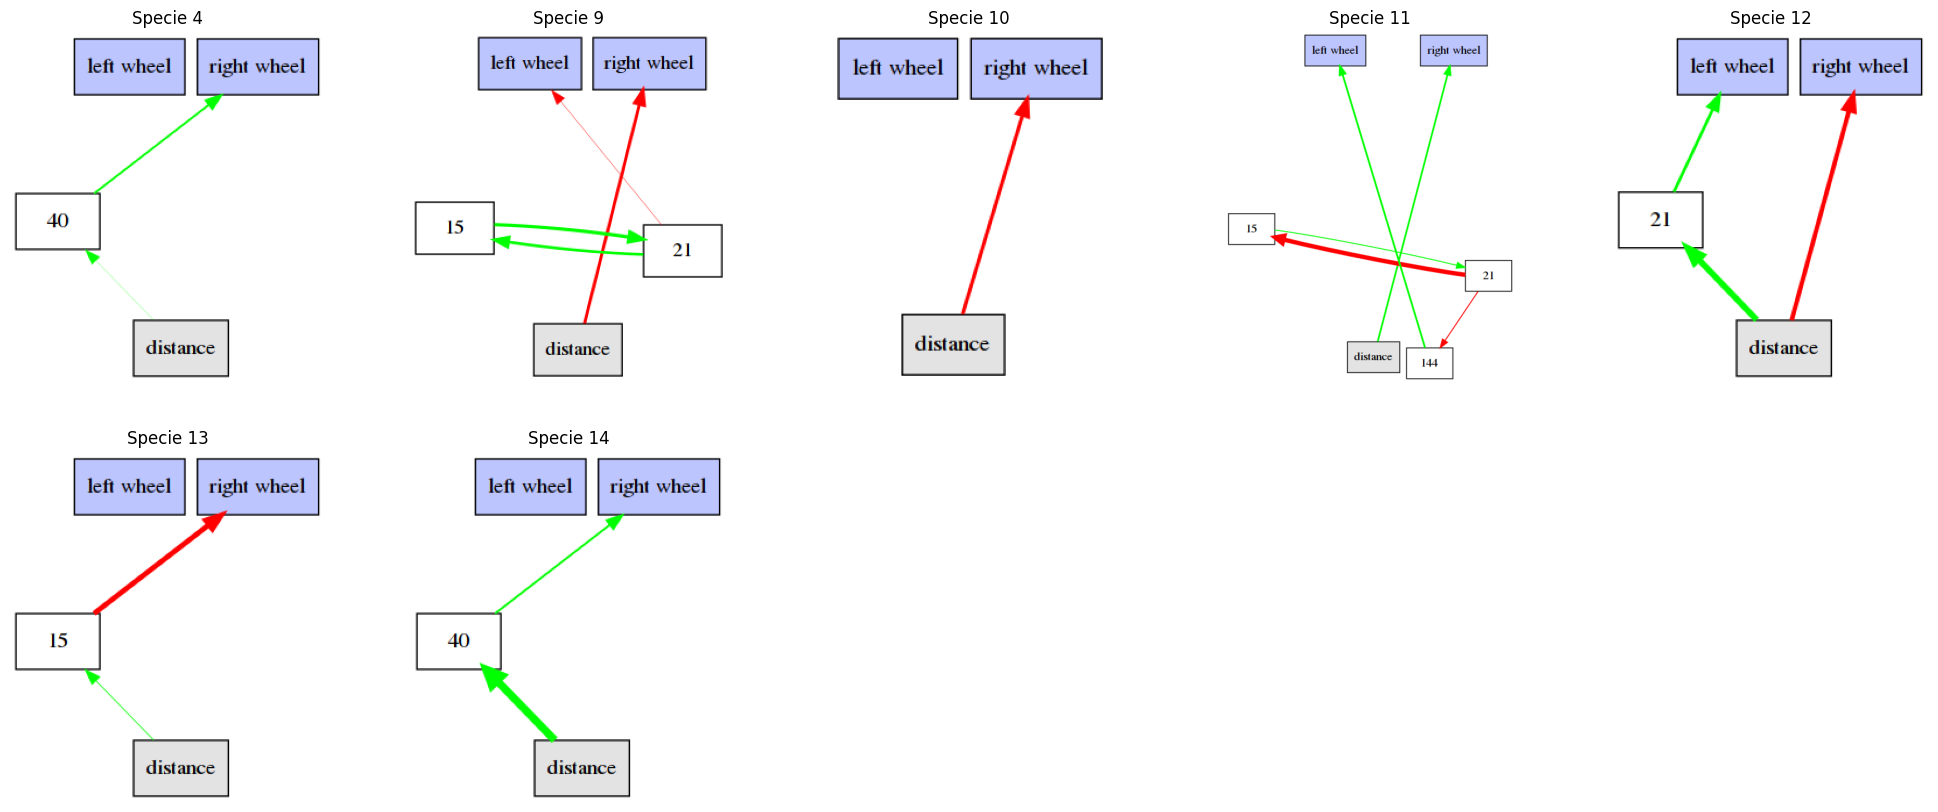 Specie 4
left wheel
right wheel
40
distance
Specie 9
left wheel
right wheel
15
21
distance
Specie 10
left wheel
right wheel
distance
Specie 11
left wheel
right wheel
15
21
distance
144
Specie 12
left wheel
right wheel
21
distance
Specie 13
left wheel
right wheel
15
distance
Specie 14
left wheel
right wheel
40
distance